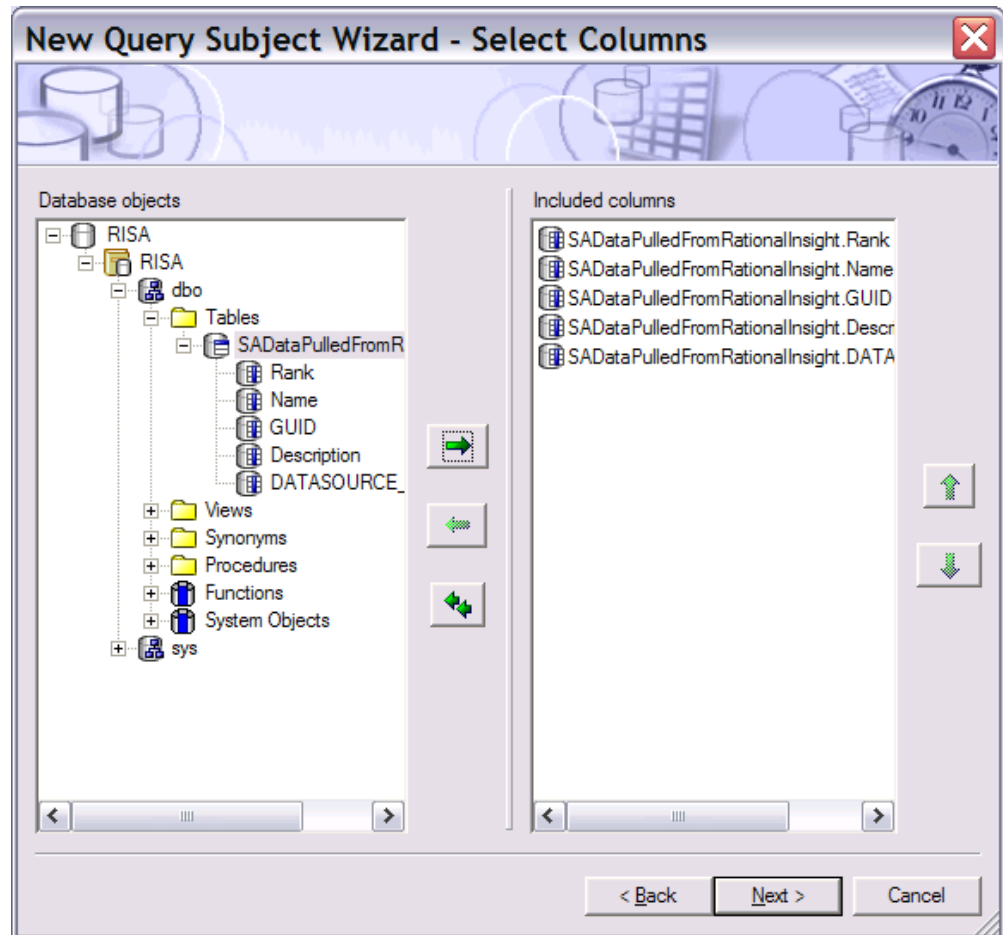 New Query Subject Wizard - Select Columns
Database objects
RISA
RISA
dbo
Tables
SADataPulledFromR
Rank
Name
GUID
Description
DATASOURCE_
Views
Synonyms
Procedures
Functions
System Objects
sys
Included columns
SADataPulledFromRationalInsight.Rank
SADataPulledFromRationalInsight.Name
SADataPulledFromRationalInsight.GUID
SADataPulledFromRationalInsight.Descr
SADataPulledFromRationalInsight.DATA
< Back
Next >
Cancel